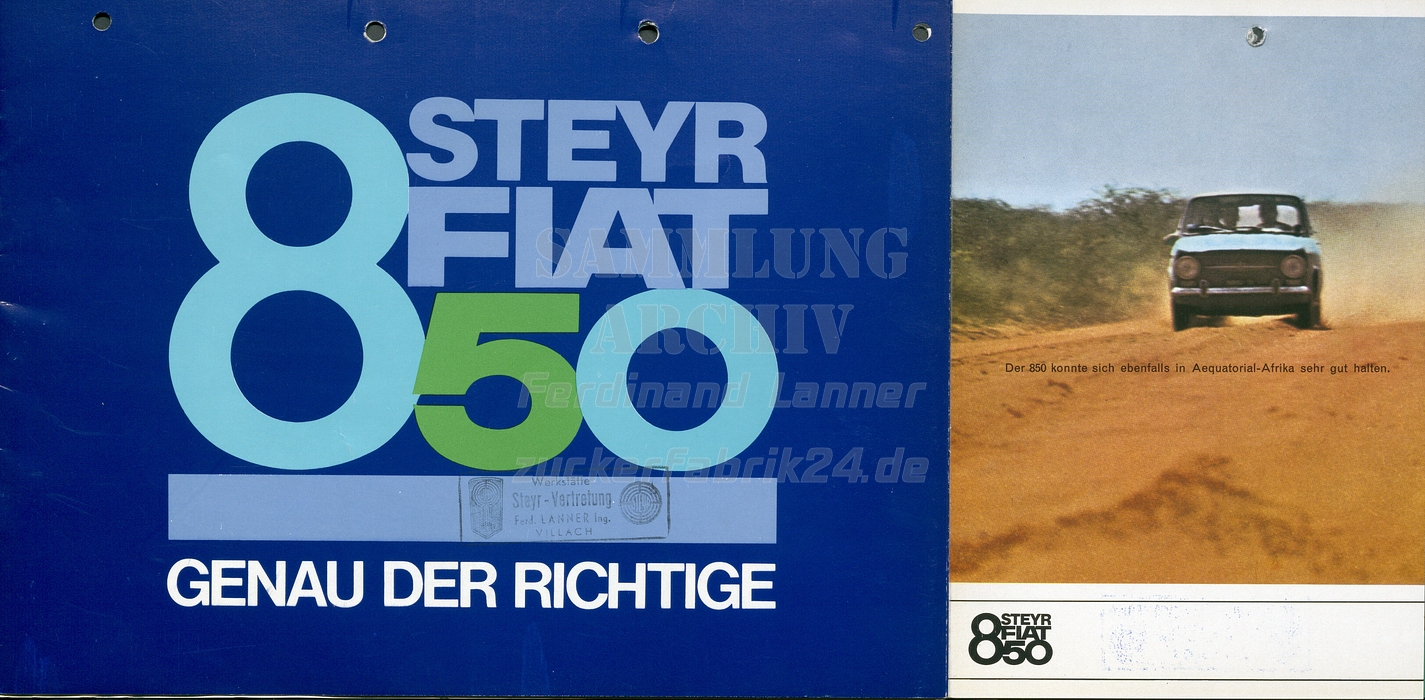 8
STEYR
FIAT
50
GENAU DER RICHTIGE
Werkstätte
Steyr-Vertretung
Ferd. LANNER Ing.
VILLACH
SAMMLUNG
ARCHIV
Ferdinand Lanner
zuckerfabrik24.de
Der 850 konnte sich ebenfalls in Aequatorial-Afrika sehr gut halten.
8
STEYR
FIAT
50